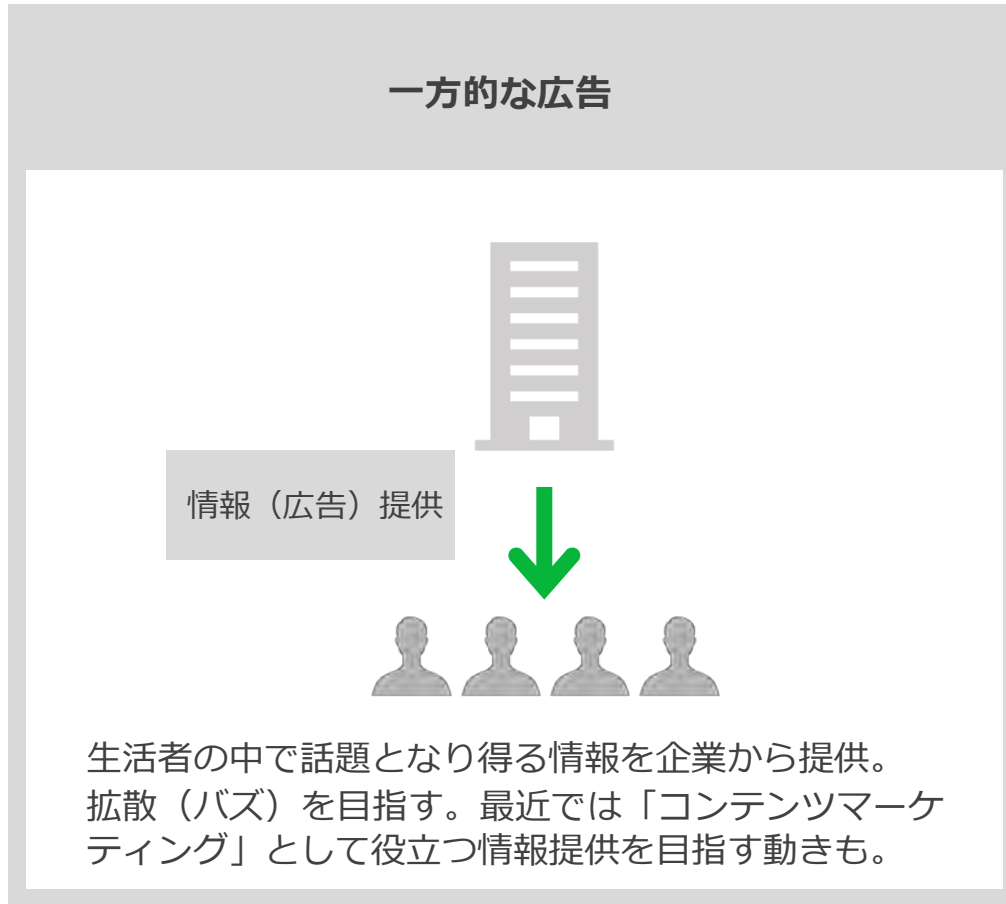 一方的な広告
情報（広告）提供
生活者の中で話題となり得る情報を企業から提供。
拡散（バズ）を目指す。最近では「コンテンツマーケ
ティング」として役立つ情報提供を目指す動きも。